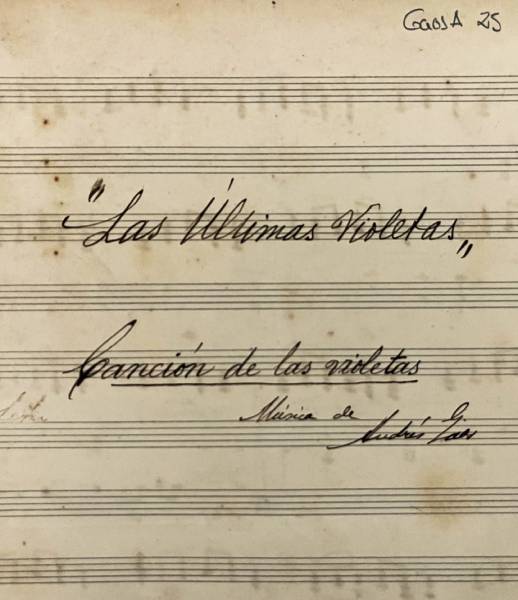 GaosA 25
"Las Últimas Violetas"
Canción de las violetas
Música de
Andrés Gaos